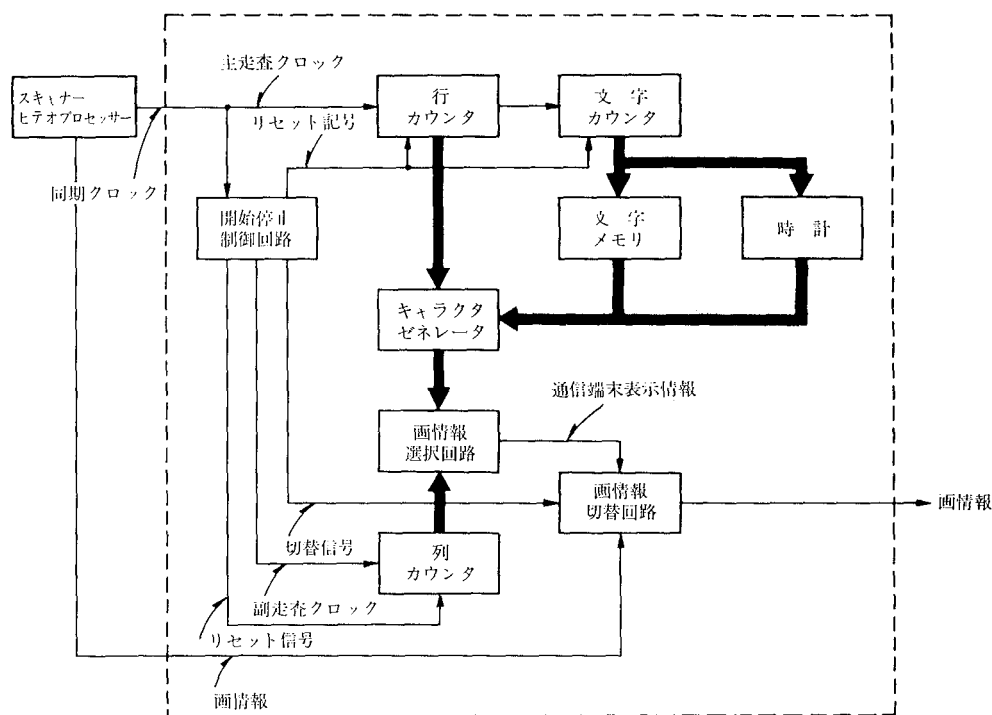 主走査クロック
スキャナー
ヒデオプロセッサー
行
カウンタ
文字
カウンタ
リセット記号
同期クロック
開始停止
制御回路
文字
メモリ
時計
キャラクタ
ゼネレータ
通信端末表示情報
画情報
選択回路
画情報
切替回路
画情報
切替信号
列
カウンタ
副走査クロック
リセット信号
画情報